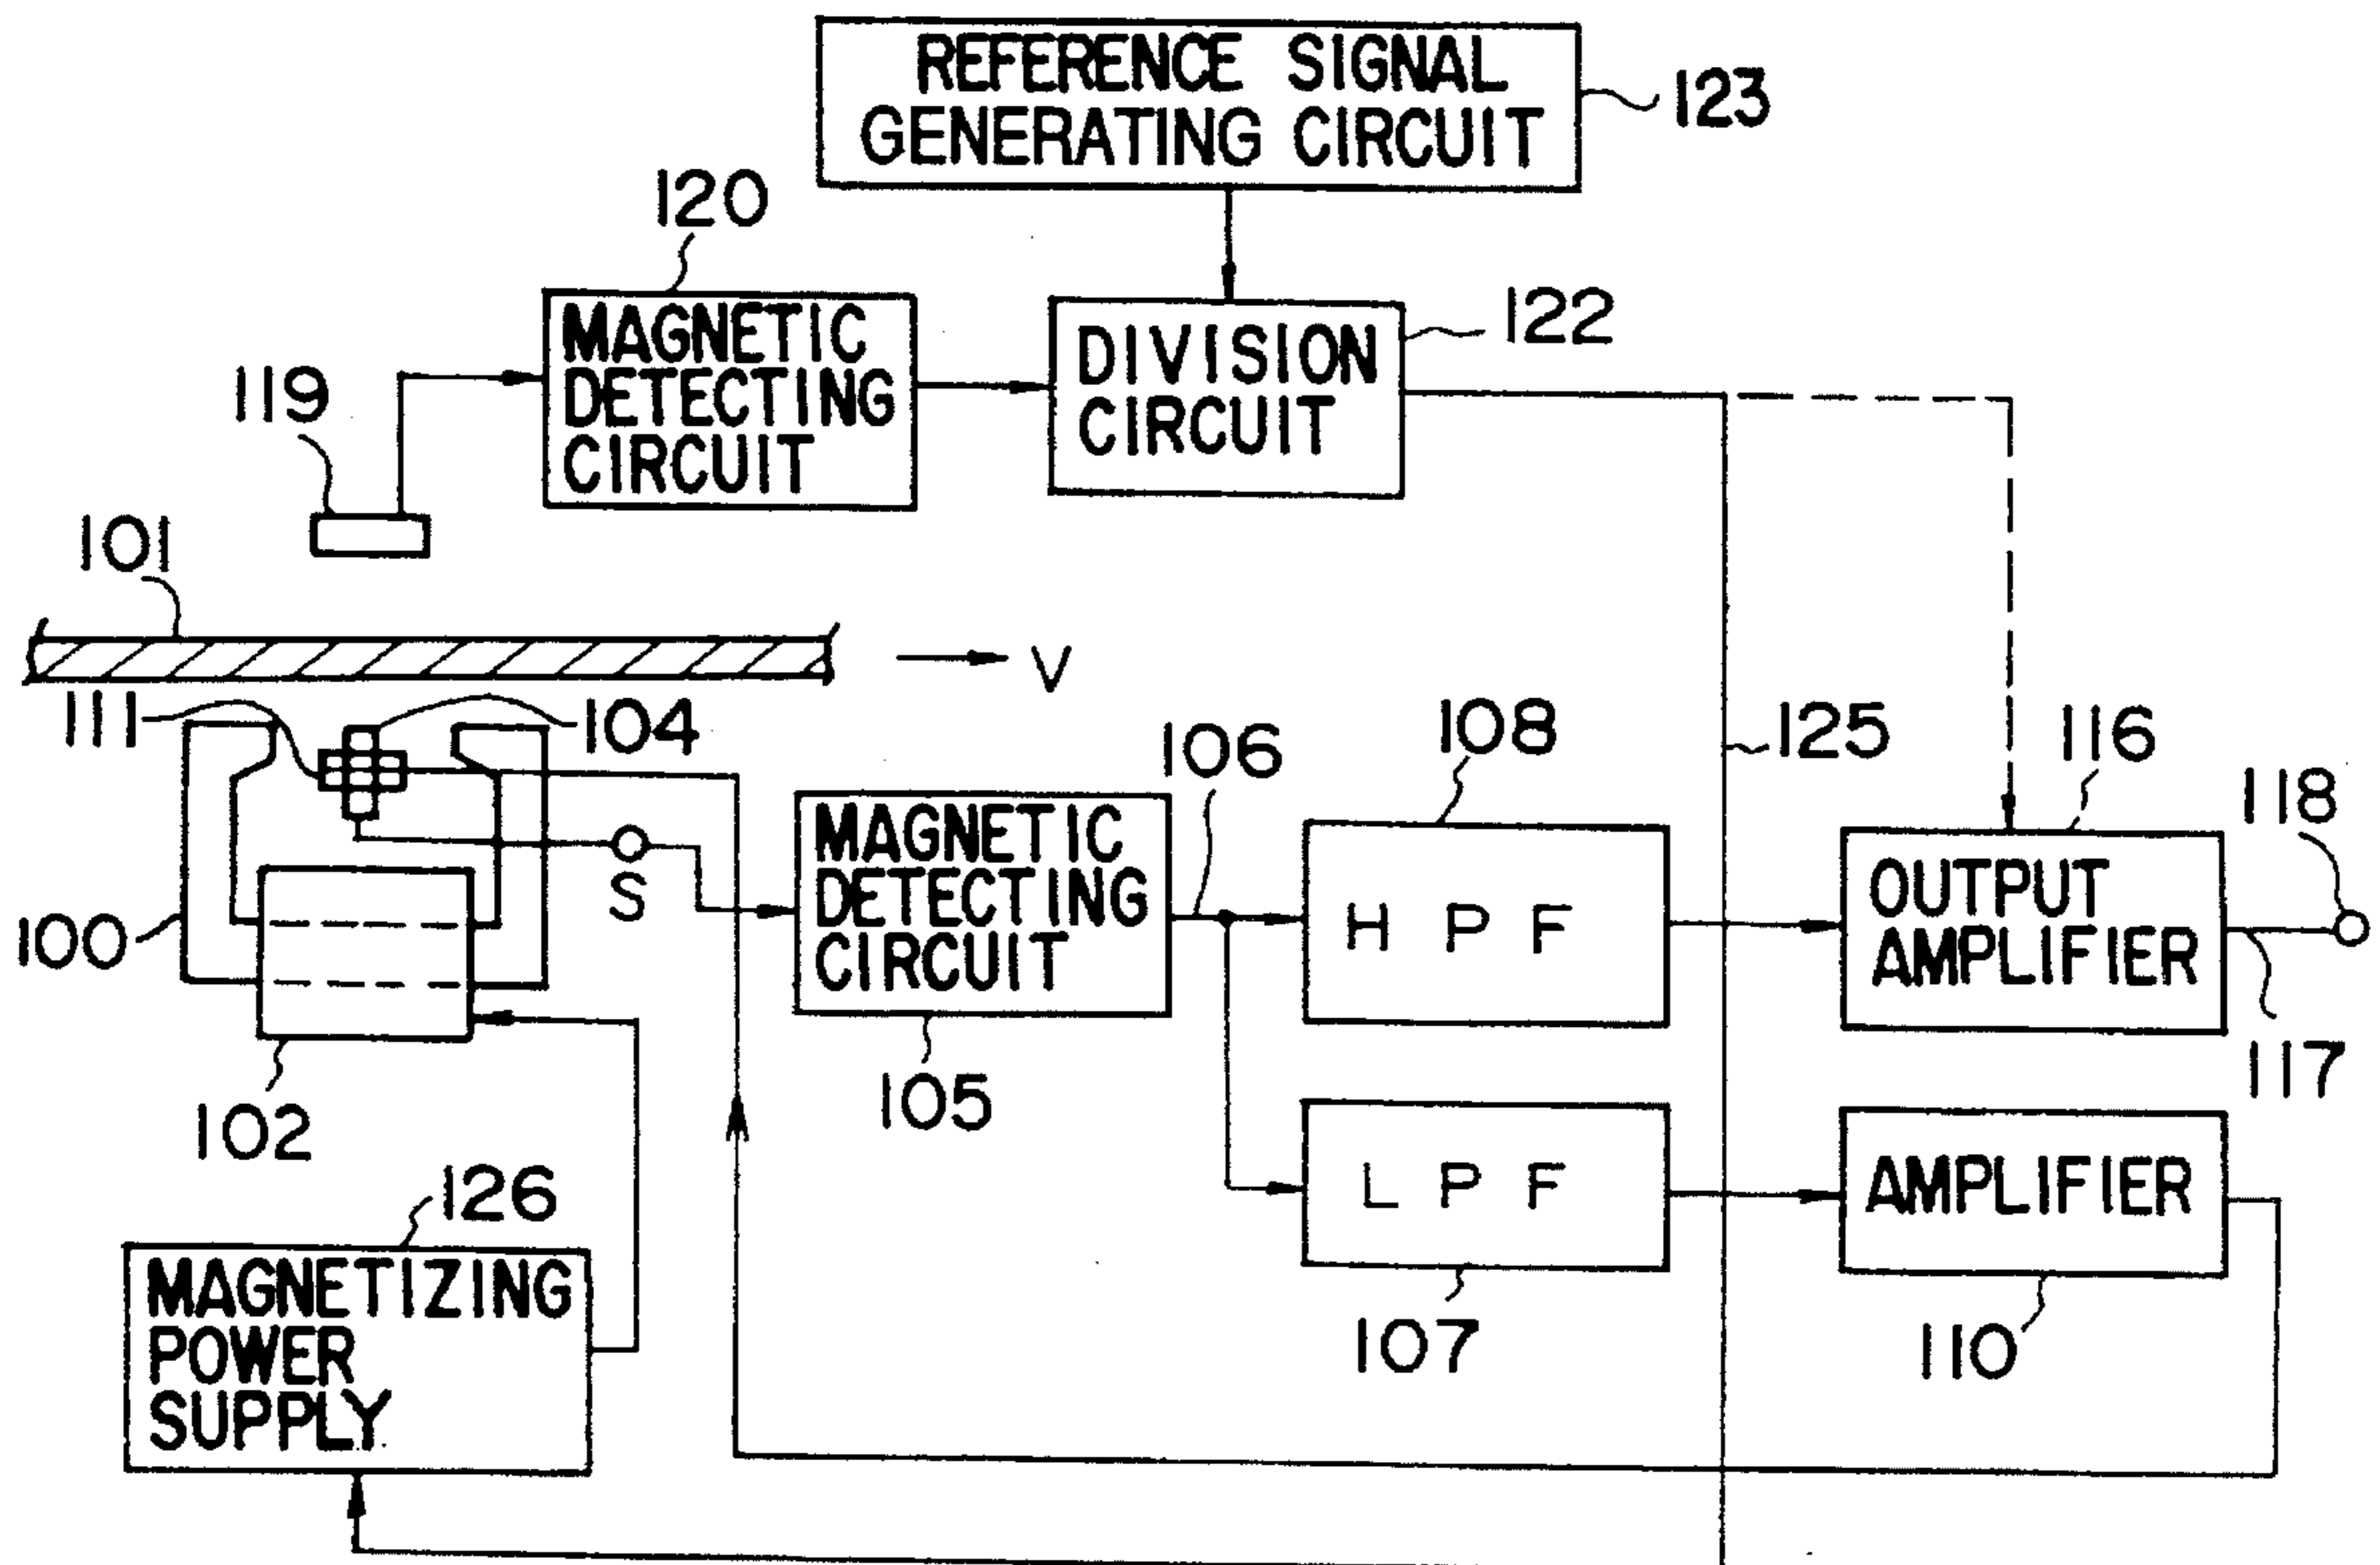 REFERENCE SIGNAL
GENERATING CIRCUIT
123
120
MAGNETIC
DETECTING
CIRCUIT
DIVISION
CIRCUIT
122
119
101
V
111
104
106
108
125
116
118
MAGNETIC
DETECTING
CIRCUIT
H P F
OUTPUT
AMPLIFIER
S
100
102
105
117
L P F
AMPLIFIER
126
107
110
MAGNETIZING
POWER
SUPPLY